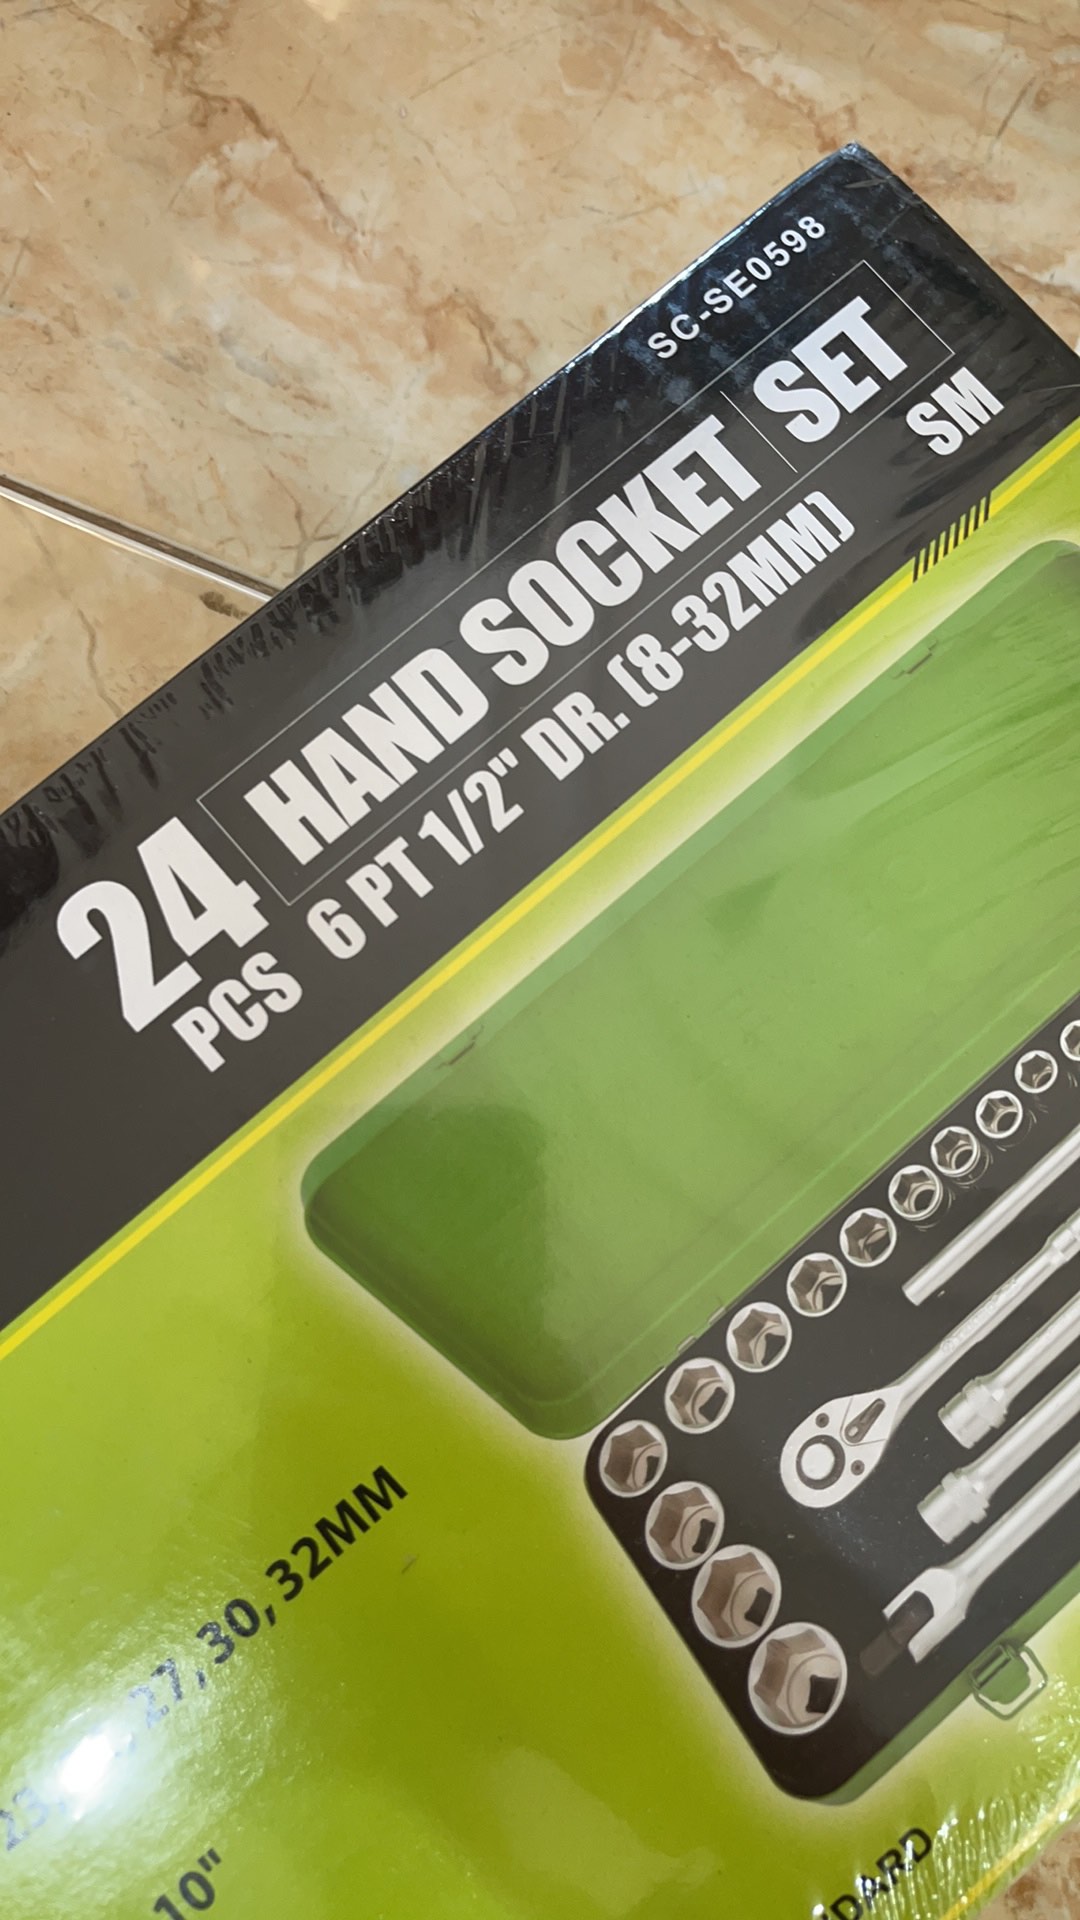 SC-SE0598
24 HAND SOCKET SET
PCS 6 PT 1/2" DR. (8-32MM) SM
27,30,32MM
10"